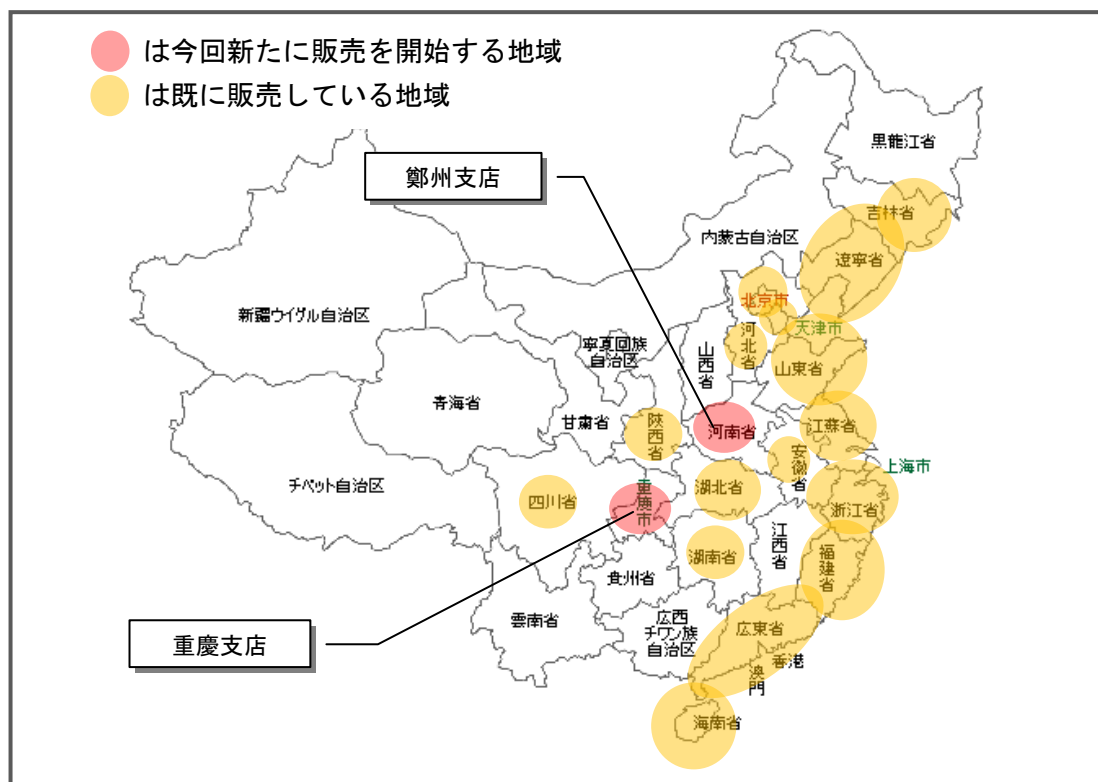 は今回新たに販売を開始する地域
は既に販売している地域
黒龍江省
鄭州支店
吉林省
内蒙古自治区
遼寧省
北京市
新疆ウイグル自治区
天津市
河北省
寧夏回族
自治区
山西省
山東省
青海省
甘粛省
陝西省
河南省
江蘇省
安徽省
上海市
チベット自治区
四川省
重慶市
湖北省
浙江省
江西省
湖南省
福建省
貴州省
雲南省
広西
チワン族
自治区
広東省
重慶支店
香港
澳門
海南省